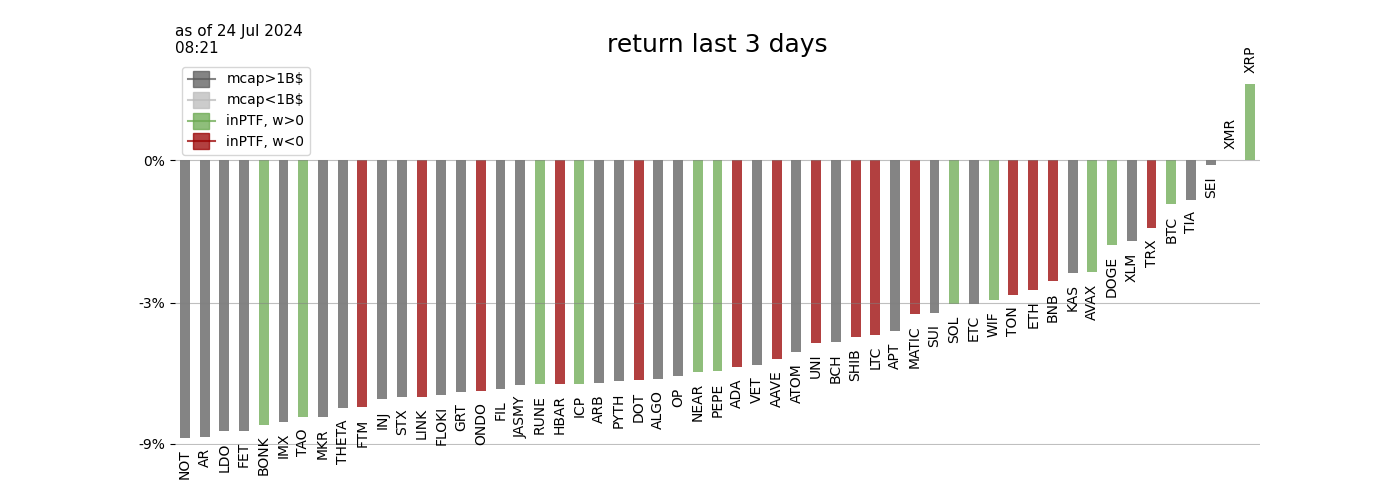 as of 24 Jul 2024
08:21
return last 3 days
mcap>1B$
mcap<1B$
inPTF, w>0
inPTF, w<0
0%
-3%
-9%
NOT
AR
LDO
FET
BONK
IMX
TAO
MKR
THETA
FTM
INJ
STX
LINK
FLOKI
GRT
ONDO
FIL
JASMY
RUNE
HBAR
ICP
ARB
PYTH
DOT
ALGO
OP
NEAR
PEPE
ADA
VET
AAVE
ATOM
UNI
BCH
SHIB
LTC
APT
MATIC
SUI
SOL
ETC
WIF
TON
ETH
BNB
KAS
AVAX
DOGE
XLM
TRX
BTC
TIA
SEI
XMR
XRP